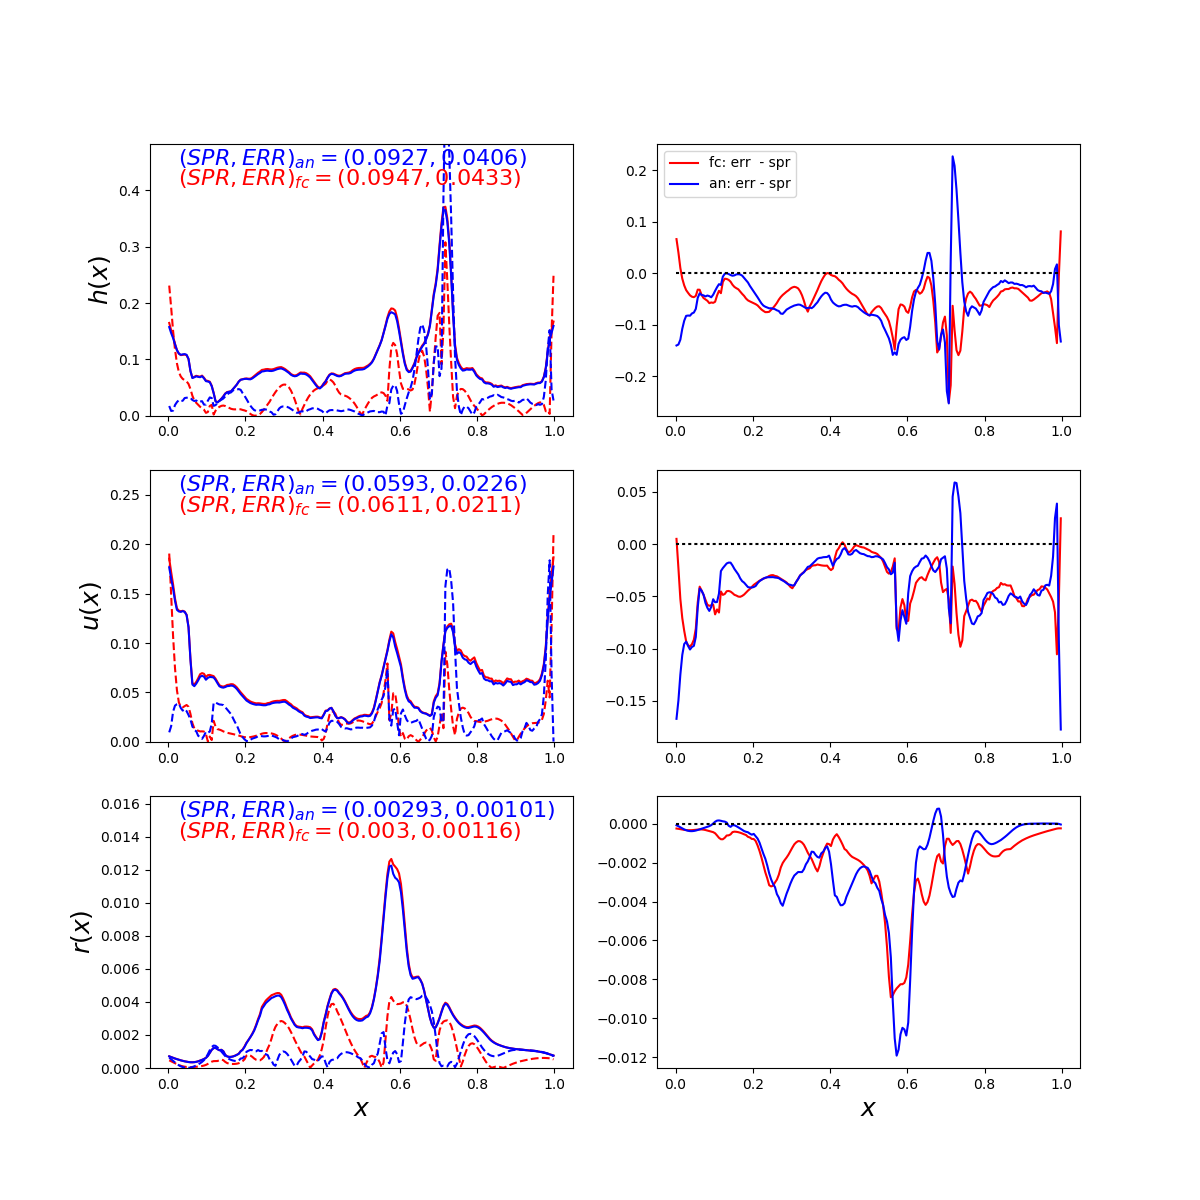 (SPR, ERR)an = (0.0927, 0.0406)
(SPR, ERR)fc = (0.0947, 0.0433)
h(x)
0.4
0.3
0.2
0.1
0.0
0.0 0.2 0.4 0.6 0.8 1.0
fc: err - spr
an: err - spr
0.2
0.1
0.0
−0.1
−0.2
0.0 0.2 0.4 0.6 0.8 1.0
(SPR, ERR)an = (0.0593, 0.0226)
(SPR, ERR)fc = (0.0611, 0.0211)
u(x)
0.25
0.20
0.15
0.10
0.05
0.00
0.0 0.2 0.4 0.6 0.8 1.0
0.05
0.00
−0.05
−0.10
−0.15
0.0 0.2 0.4 0.6 0.8 1.0
(SPR, ERR)an = (0.00293, 0.00101)
(SPR, ERR)fc = (0.003, 0.00116)
r(x)
0.016
0.014
0.012
0.010
0.008
0.006
0.004
0.002
0.000
0.0 0.2 0.4 0.6 0.8 1.0
x
0.000
−0.002
−0.004
−0.006
−0.008
−0.010
−0.012
0.0 0.2 0.4 0.6 0.8 1.0
x